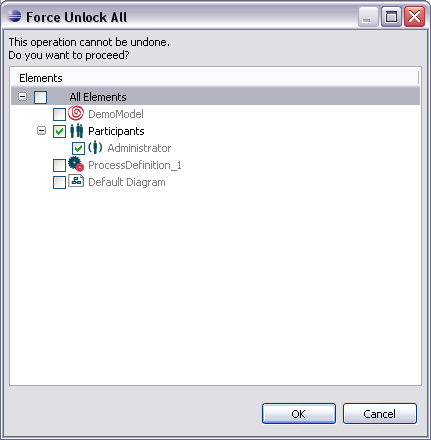 Force Unlock All
This operation cannot be undone.
Do you want to proceed?
Elements
All Elements
DemoModel
Participants
Administrator
ProcessDefinition_1
Default Diagram
OK Cancel